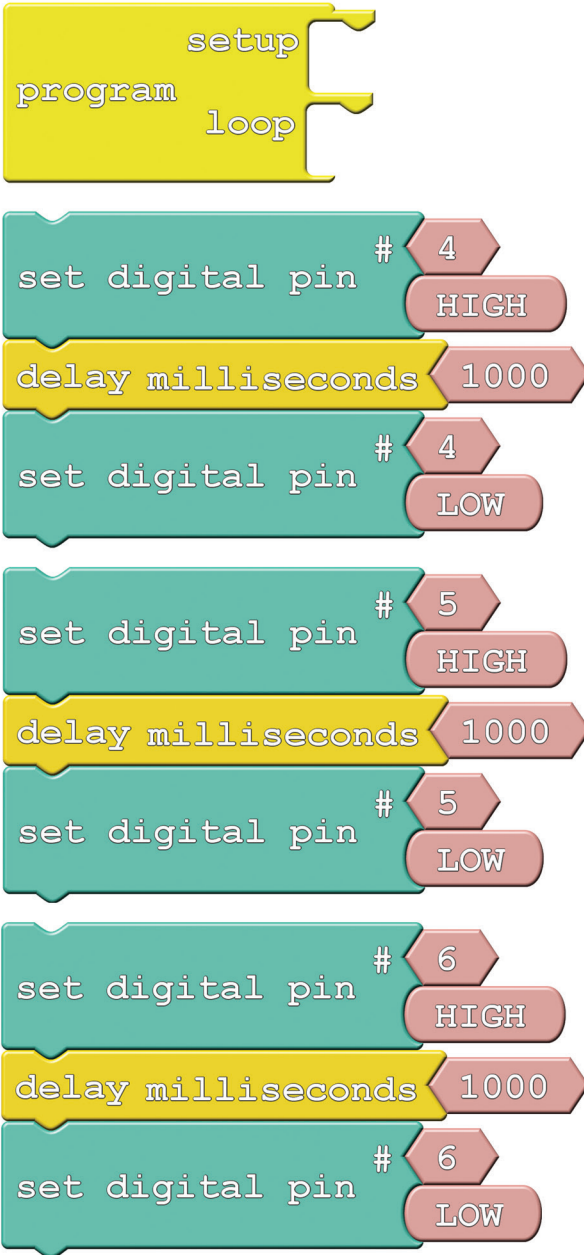 setup
program
loop
# 4
set digital pin
HIGH
delay milliseconds 1000
# 4
set digital pin
LOW
# 5
set digital pin
HIGH
delay milliseconds 1000
# 5
set digital pin
LOW
# 6
set digital pin
HIGH
delay milliseconds 1000
# 6
set digital pin
LOW